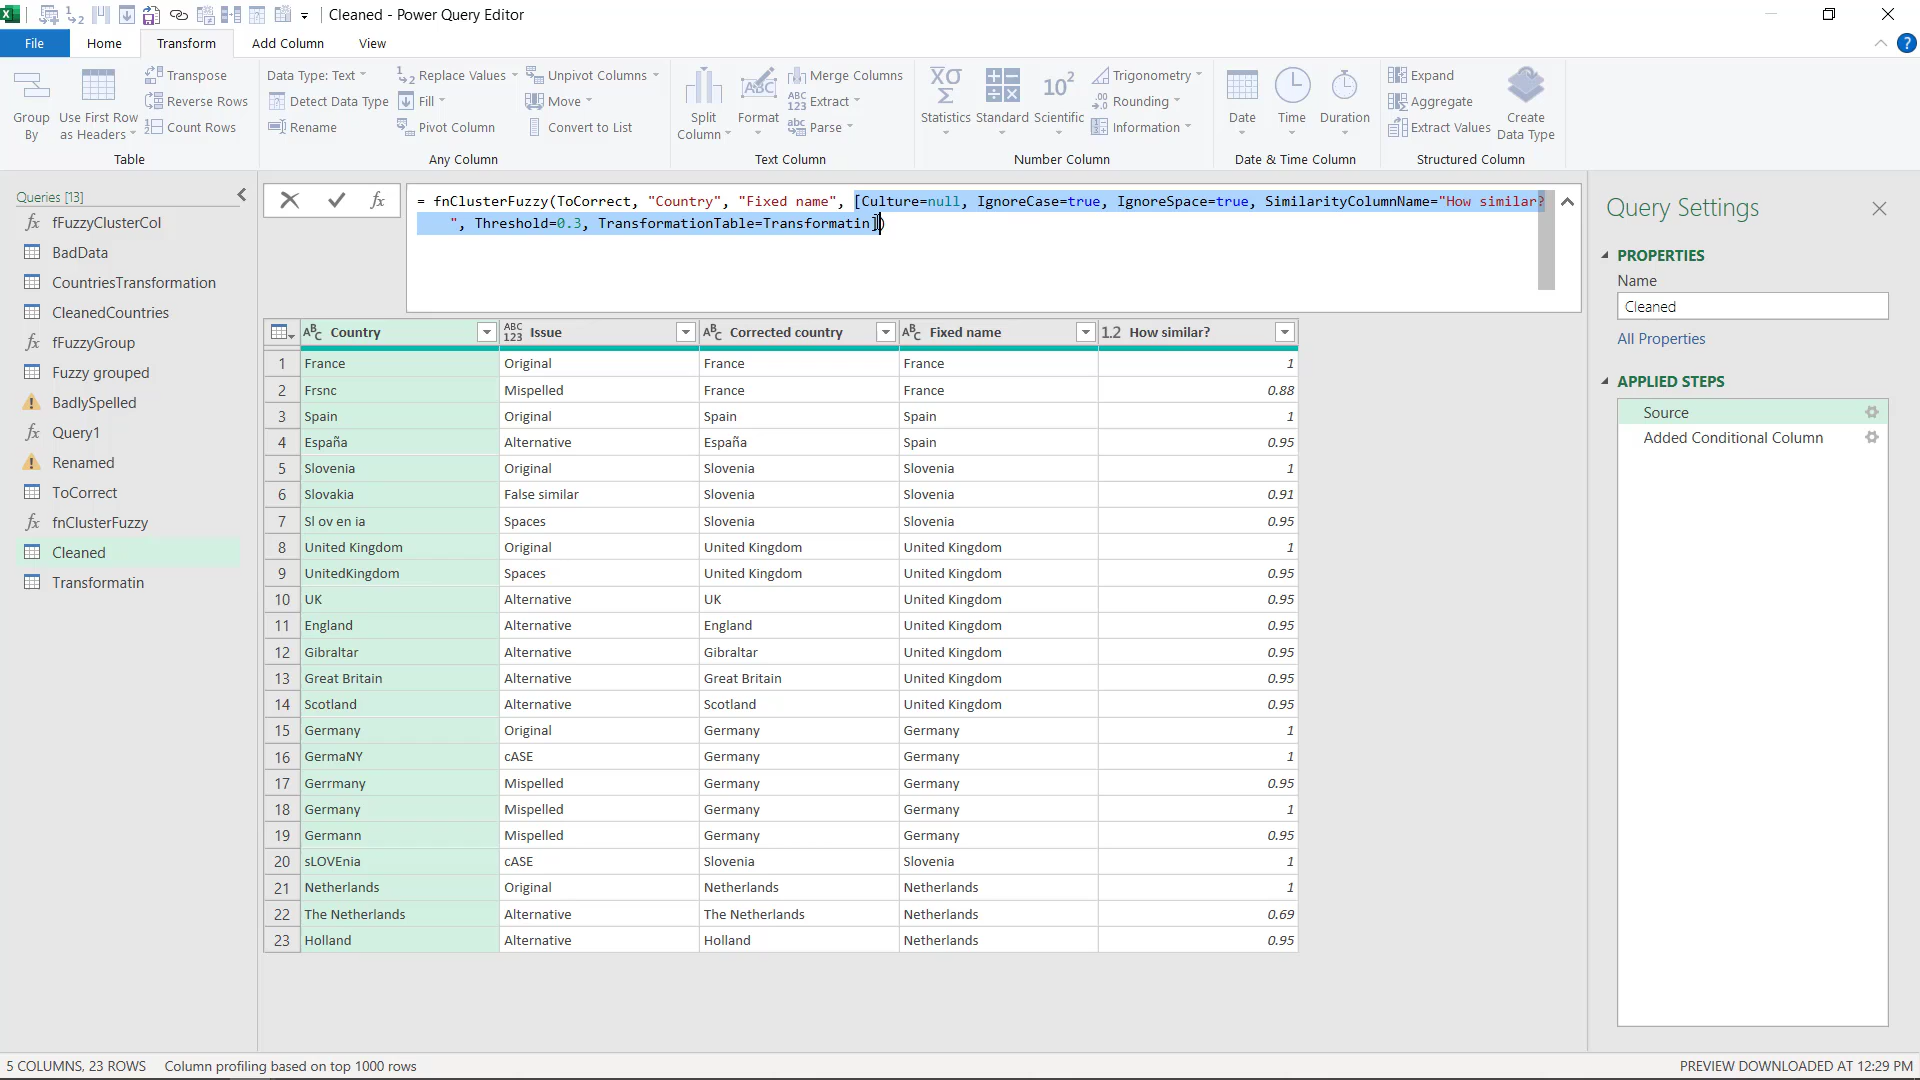 Cleaned - Power Query Editor
File
Home
Transform
Add Column
View
?
Group By
Use First Row as Headers
Transpose
Reverse Rows
Count Rows
Table
Data Type: Text
Detect Data Type
Rename
Replace Values
Fill
Pivot Column
Unpivot Columns
Move
Convert to List
Any Column
Split Column
Format
Merge Columns
Extract
Parse
Text Column
Statistics
Standard
Scientific
Trigonometry
Rounding
Information
Number Column
Date
Time
Duration
Date & Time Column
Expand
Aggregate
Extract Values
Create Data Type
Structured Column
Queries [13]
fFuzzyClusterCol
BadData
CountriesTransformation
CleanedCountries
fFuzzyGroup
Fuzzy grouped
BadlySpelled
Query1
Renamed
ToCorrect
fnClusterFuzzy
Cleaned
Transformatin
= fnClusterFuzzy(ToCorrect, "Country", "Fixed name", [Culture=null, IgnoreCase=true, IgnoreSpace=true, SimilarityColumnName="How similar?
", Threshold=0.3, TransformationTable=Transformatin])
Country Issue Corrected country Fixed name 1.2 How similar?
1 France Original France France 1
2 Frsnc Mispelled France France 0.88
3 Spain Original Spain Spain 1
4 España Alternative España Spain 0.95
5 Slovenia Original Slovenia Slovenia 1
6 Slovakia False similar Slovenia Slovenia 0.91
7 Sl ov en ia Spaces Slovenia Slovenia 0.95
8 United Kingdom Original United Kingdom United Kingdom 1
9 UnitedKingdom Spaces United Kingdom United Kingdom 0.95
10 UK Alternative UK United Kingdom 0.95
11 England Alternative England United Kingdom 0.95
12 Gibraltar Alternative Gibraltar United Kingdom 0.95
13 Great Britain Alternative Great Britain United Kingdom 0.95
14 Scotland Alternative Scotland United Kingdom 0.95
15 Germany Original Germany Germany 1
16 GermaNY cASE Germany Germany 1
17 Gerrmany Mispelled Germany Germany 0.95
18 Germany Mispelled Germany Germany 1
19 Germann Mispelled Germany Germany 0.95
20 sLOVEnia cASE Slovenia Slovenia 1
21 Netherlands Original Netherlands Netherlands 1
22 The Netherlands Alternative The Netherlands Netherlands 0.69
23 Holland Alternative Holland Netherlands 0.95
Query Settings
PROPERTIES
Name
Cleaned
All Properties
APPLIED STEPS
Source
Added Conditional Column
5 COLUMNS, 23 ROWS
Column profiling based on top 1000 rows
PREVIEW DOWNLOADED AT 12:29 PM